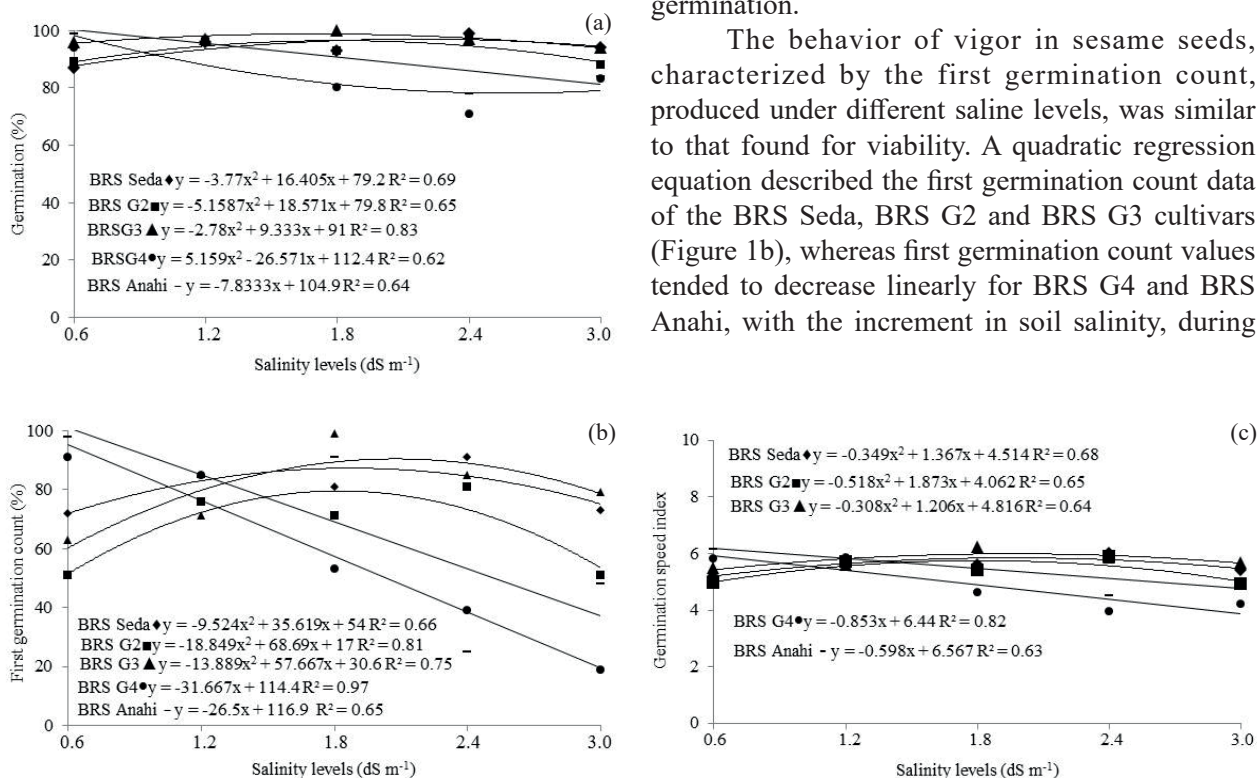 germination.
The behavior of vigor in sesame seeds,
characterized by the first germination count,
produced under different saline levels, was similar
to that found for viability. A quadratic regression
equation described the first germination count data
of the BRS Seda, BRS G2 and BRS G3 cultivars
(Figure 1b), whereas first germination count values
tended to decrease linearly for BRS G4 and BRS
Anahi, with the increment in soil salinity, during
(a)
Germination (%)
100
80
60
40
20
0
BRS Seda♦y = -3.77x² + 16.405x + 79.2 R² = 0.69
BRS G2■y = -5.1587x² + 18.571x + 79.8 R² = 0.65
BRSG3▲y = -2.78x² + 9.333x + 91 R² = 0.83
BRSG4●y = 5.159x² - 26.571x + 112.4 R² = 0.62
BRS Anahi - y = -7.8333x + 104.9 R² = 0.64
0.6 1.2 1.8 2.4 3.0
Salinity levels (dS m⁻¹)
(b)
First germination count (%)
100
80
60
40
20
0
BRS Seda♦y = -9.524x² + 35.619x + 54 R² = 0.66
BRS G2■y = -18.849x² + 68.69x + 17 R² = 0.81
BRS G3▲y = -13.889x² + 57.667x + 30.6 R² = 0.75
BRS G4●y = -31.667x + 114.4 R² = 0.97
BRS Anahi - y = -26.5x + 116.9 R² = 0.65
0.6 1.2 1.8 2.4 3.0
Salinity levels (dS m⁻¹)
(c)
Germination speed index
10
8
6
4
2
0
BRS Seda♦y = -0.349x² + 1.367x + 4.514 R² = 0.68
BRS G2■y = -0.518x² + 1.873x + 4.062 R² = 0.65
BRS G3▲y = -0.308x² + 1.206x + 4.816 R² = 0.64
BRS G4●y = -0.853x + 6.44 R² = 0.82
BRS Anahi - y = -0.598x + 6.567 R² = 0.63
0.6 1.2 1.8 2.4 3.0
Salinity levels (dS m⁻¹)